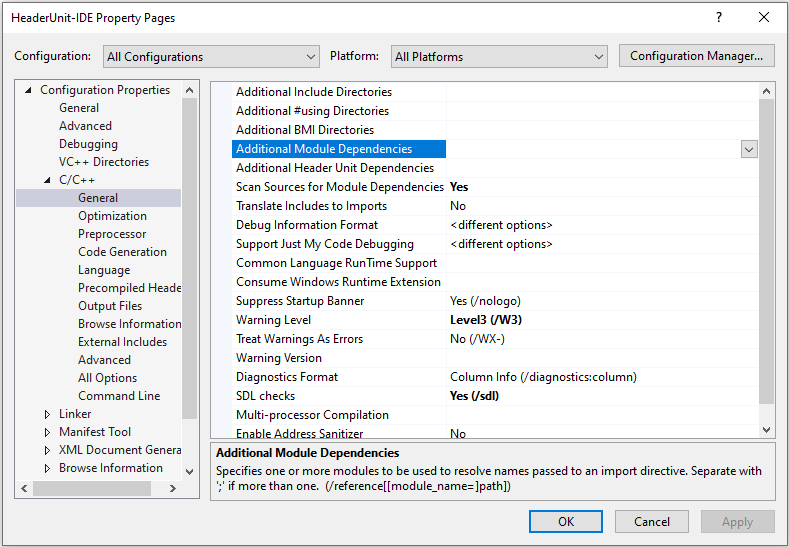 HeaderUnit-IDE Property Pages
Configuration: All Configurations Platform: All Platforms Configuration Manager...
Configuration Properties
General
Advanced
Debugging
VC++ Directories
C/C++
General
Optimization
Preprocessor
Code Generation
Language
Precompiled Heade
Output Files
Browse Information
External Includes
Advanced
All Options
Command Line
Linker
Manifest Tool
XML Document Genera
Browse Information
Additional Include Directories
Additional #using Directories
Additional BMI Directories
Additional Module Dependencies
Additional Header Unit Dependencies
Scan Sources for Module Dependencies Yes
Translate Includes to Imports No
Debug Information Format <different options>
Support Just My Code Debugging <different options>
Common Language RunTime Support
Consume Windows Runtime Extension
Suppress Startup Banner Yes (/nologo)
Warning Level Level3 (/W3)
Treat Warnings As Errors No (/WX-)
Warning Version
Diagnostics Format Column Info (/diagnostics:column)
SDL checks Yes (/sdl)
Multi-processor Compilation
Enable Address Sanitizer No
Additional Module Dependencies
Specifies one or more modules to be used to resolve names passed to an import directive. Separate with
';' if more than one.  (/reference[[module_name=]path])
OK Cancel Apply